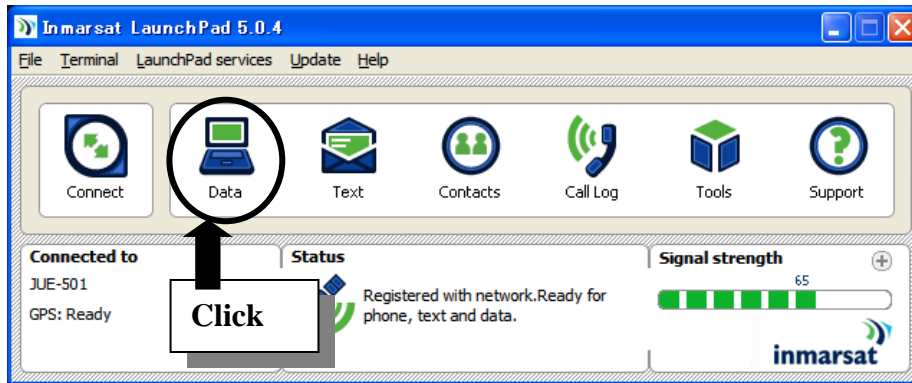 Inmarsat LaunchPad 5.0.4
File Terminal LaunchPad services Update Help
Connect Data Text Contacts Call Log Tools Support
Connected to
JUE-501
GPS: Ready
Click
Status
Registered with network.Ready for
phone, text and data.
Signal strength
65
inmarsat